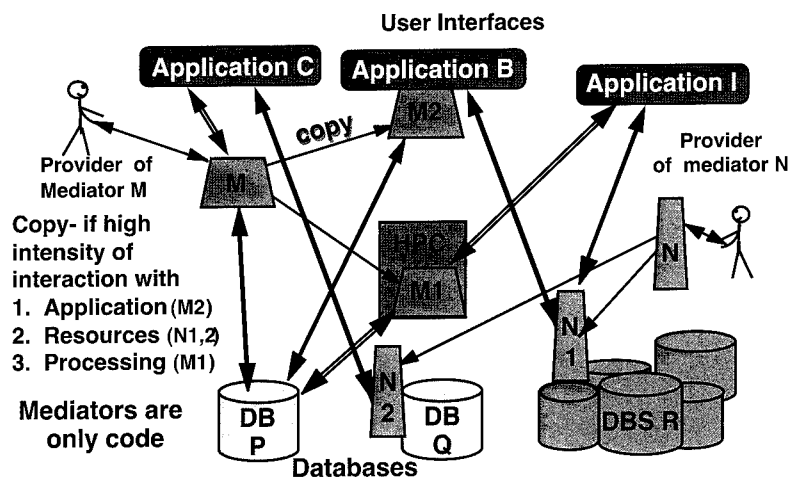 User Interfaces
Application C
Application B
Application I
copy
M2
Provider of
Mediator M
M
Provider
of mediator N
Copy- if high
intensity of
interaction with
1. Application (M2)
2. Resources (N1,2)
3. Processing (M1)
HPC
M1
N
N
1
N
2
Mediators are
only code
DB
P
DB
Q
DBS R
Databases